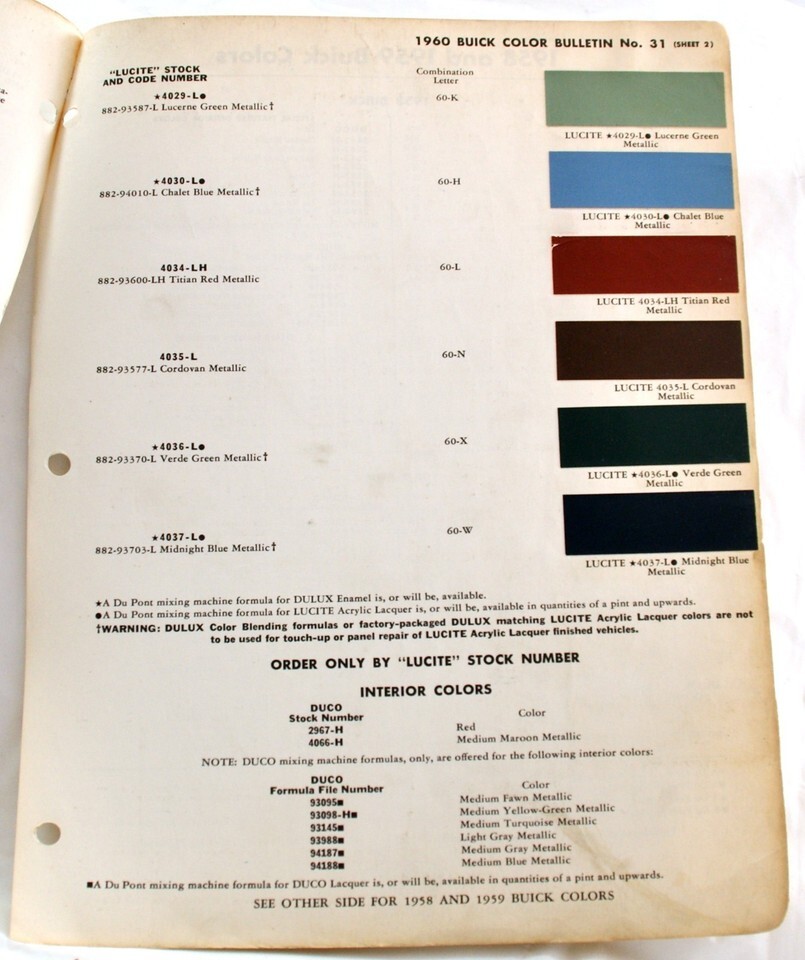 1960 BUICK COLOR BULLETIN No. 31 (SHEET 2)
"LUCITE" STOCK
AND CODE NUMBER
Combination
Letter
★4029-L●
882-93587-L Lucerne Green Metallic†
60-K
LUCITE ★4029-L● Lucerne Green
Metallic
★4030-L●
882-94010-L Chalet Blue Metallic†
60-H
LUCITE ★4030-L● Chalet Blue
Metallic
4034-LH
882-93600-LH Titian Red Metallic
60-L
LUCITE 4034-LH Titian Red
Metallic
4035-L
882-93577-L Cordovan Metallic
60-N
LUCITE 4035-L Cordovan
Metallic
★4036-L●
882-93370-L Verde Green Metallic†
60-X
LUCITE ★4036-L● Verde Green
Metallic
★4037-L●
882-93703-L Midnight Blue Metallic†
60-W
LUCITE ★4037-L● Midnight Blue
Metallic
★A Du Pont mixing machine formula for DULUX Enamel is, or will be, available.
●A Du Pont mixing machine formula for LUCITE Acrylic Lacquer is, or will be, available in quantities of a pint and upwards.
†WARNING: DULUX Color Blending formulas or factory-packaged DULUX matching LUCITE Acrylic Lacquer colors are not
to be used for touch-up or panel repair of LUCITE Acrylic Lacquer finished vehicles.
ORDER ONLY BY "LUCITE" STOCK NUMBER
INTERIOR COLORS
DUCO
Stock Number
Color
2967-H Red
4066-H Medium Maroon Metallic
NOTE: DUCO mixing machine formulas, only, are offered for the following interior colors:
DUCO
Formula File Number
Color
93095■ Medium Fawn Metallic
93098-H■ Medium Yellow-Green Metallic
93145■ Medium Turquoise Metallic
93988■ Light Gray Metallic
94187■ Medium Gray Metallic
94188■ Medium Blue Metallic
■A Du Pont mixing machine formula for DUCO Lacquer is, or will be, available in quantities of a pint and upwards.
SEE OTHER SIDE FOR 1958 AND 1959 BUICK COLORS